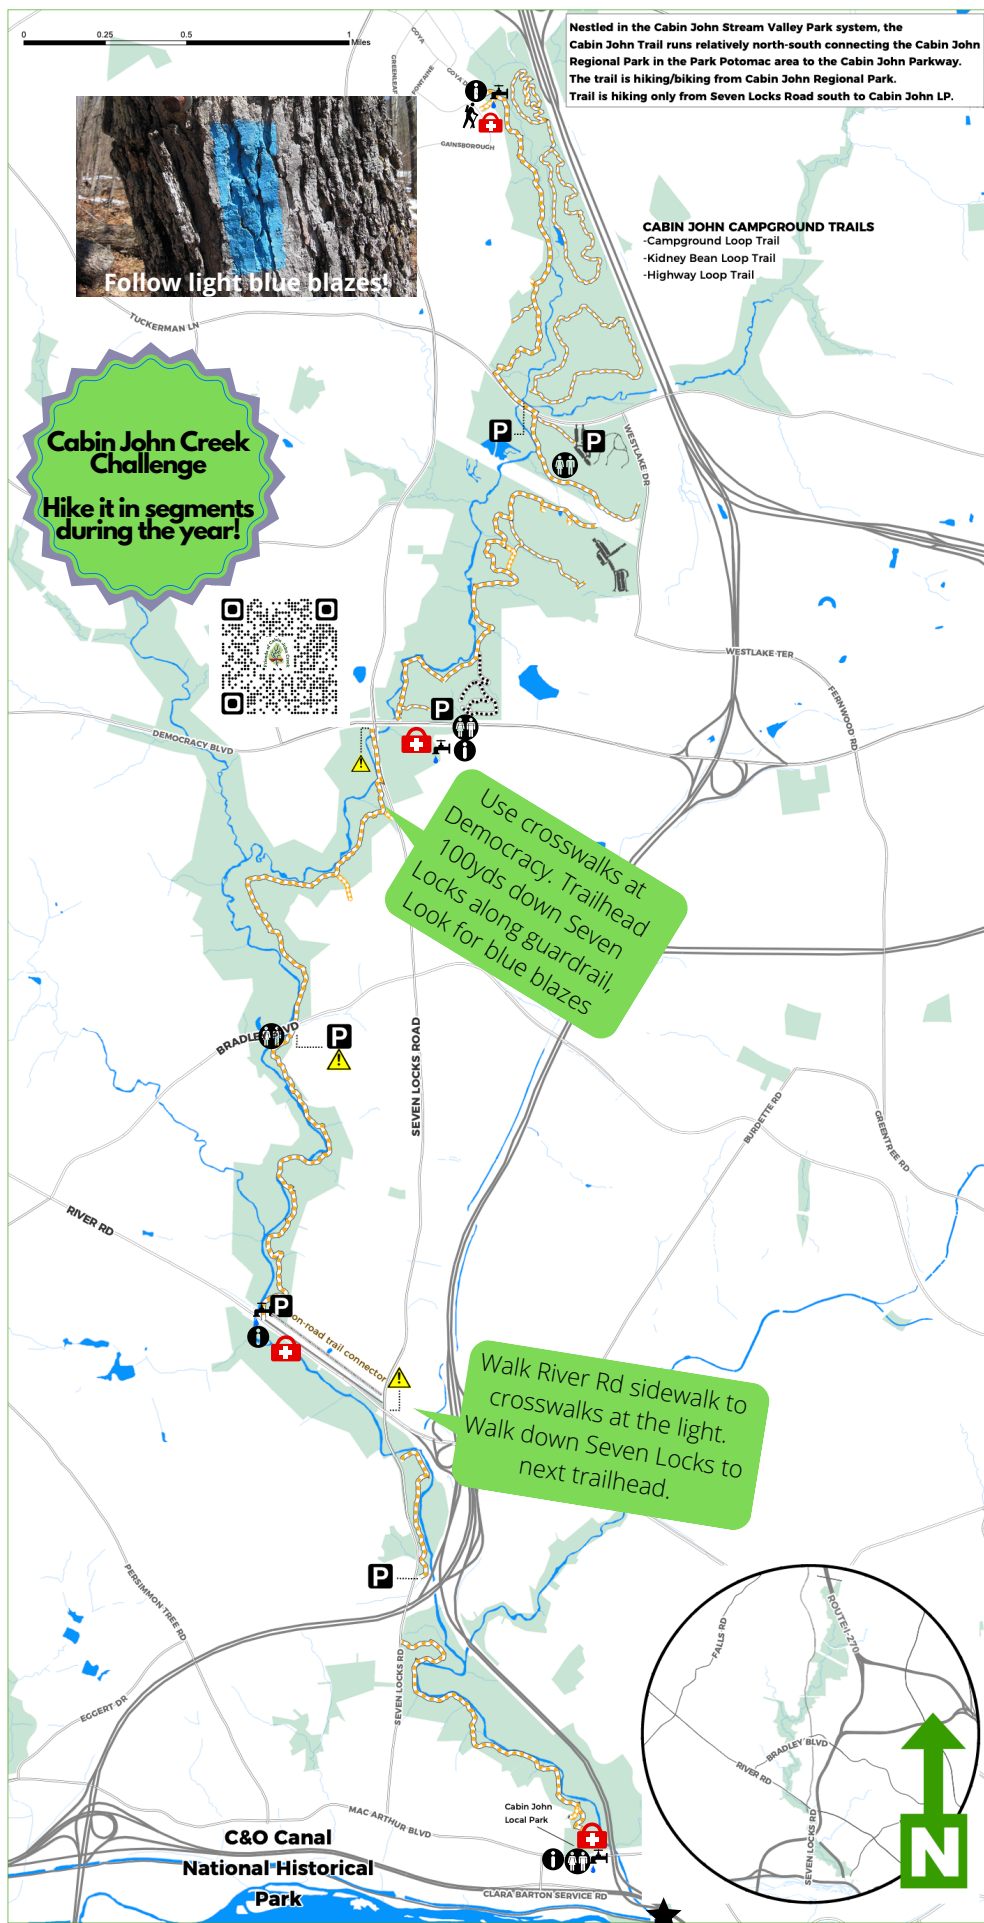 0 0.25 0.5 1
Miles
Nestled in the Cabin John Stream Valley Park system, the
Cabin John Trail runs relatively north-south connecting the Cabin John
Regional Park in the Park Potomac area to the Cabin John Parkway.
The trail is hiking/biking from Cabin John Regional Park.
Trail is hiking only from Seven Locks Road south to Cabin John LP.
GOYA
GREENLEAF
GOYA D
GAINSBOROUGH
Follow light blue blazes!
CABIN JOHN CAMPGROUND TRAILS
-Campground Loop Trail
-Kidney Bean Loop Trail
-Highway Loop Trail
TUCKERMAN LN
Cabin John Creek
Challenge
Hike it in segments
during the year!
P
P
WESTLAKE DR
WESTLAKE TER
FERNWOOD RD
DEMOCRACY BLVD
P
Use crosswalks at
Democracy. Trailhead
100yds down Seven
Locks along guardrail,
Look for blue blazes
BRADLEY BLVD
P
SEVEN LOCKS ROAD
BURDETTE RD
GREENTREE RD
RIVER RD
P
on-road trail connector
Walk River Rd sidewalk to
crosswalks at the light.
Walk down Seven Locks to
next trailhead.
P
PERSIMMON TREE RD
EGGERT DR
SEVEN LOCKS RD
FALLS RD
ROUTE I-270
BRADLEY BLVD
RIVER RD
SEVEN LOCKS RD
N
Cabin John
Local Park
MAC ARTHUR BLVD
C&O Canal
National Historical
Park
CLARA BARTON SERVICE RD